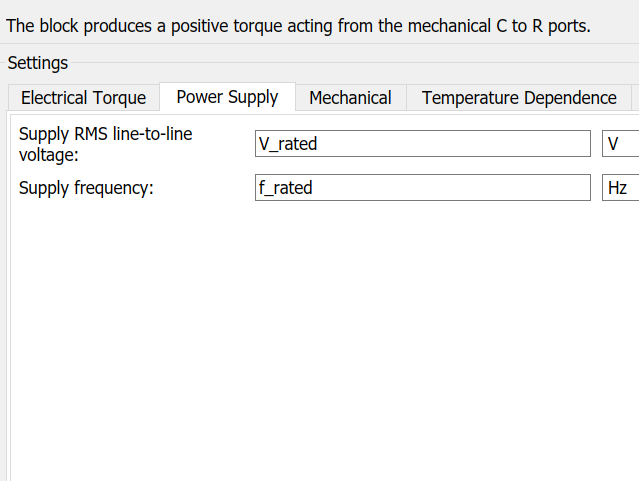 The block produces a positive torque acting from the mechanical C to R ports.
Settings
Electrical Torque Power Supply Mechanical Temperature Dependence
Supply RMS line-to-line
voltage:
V_rated V
Supply frequency: f_rated Hz